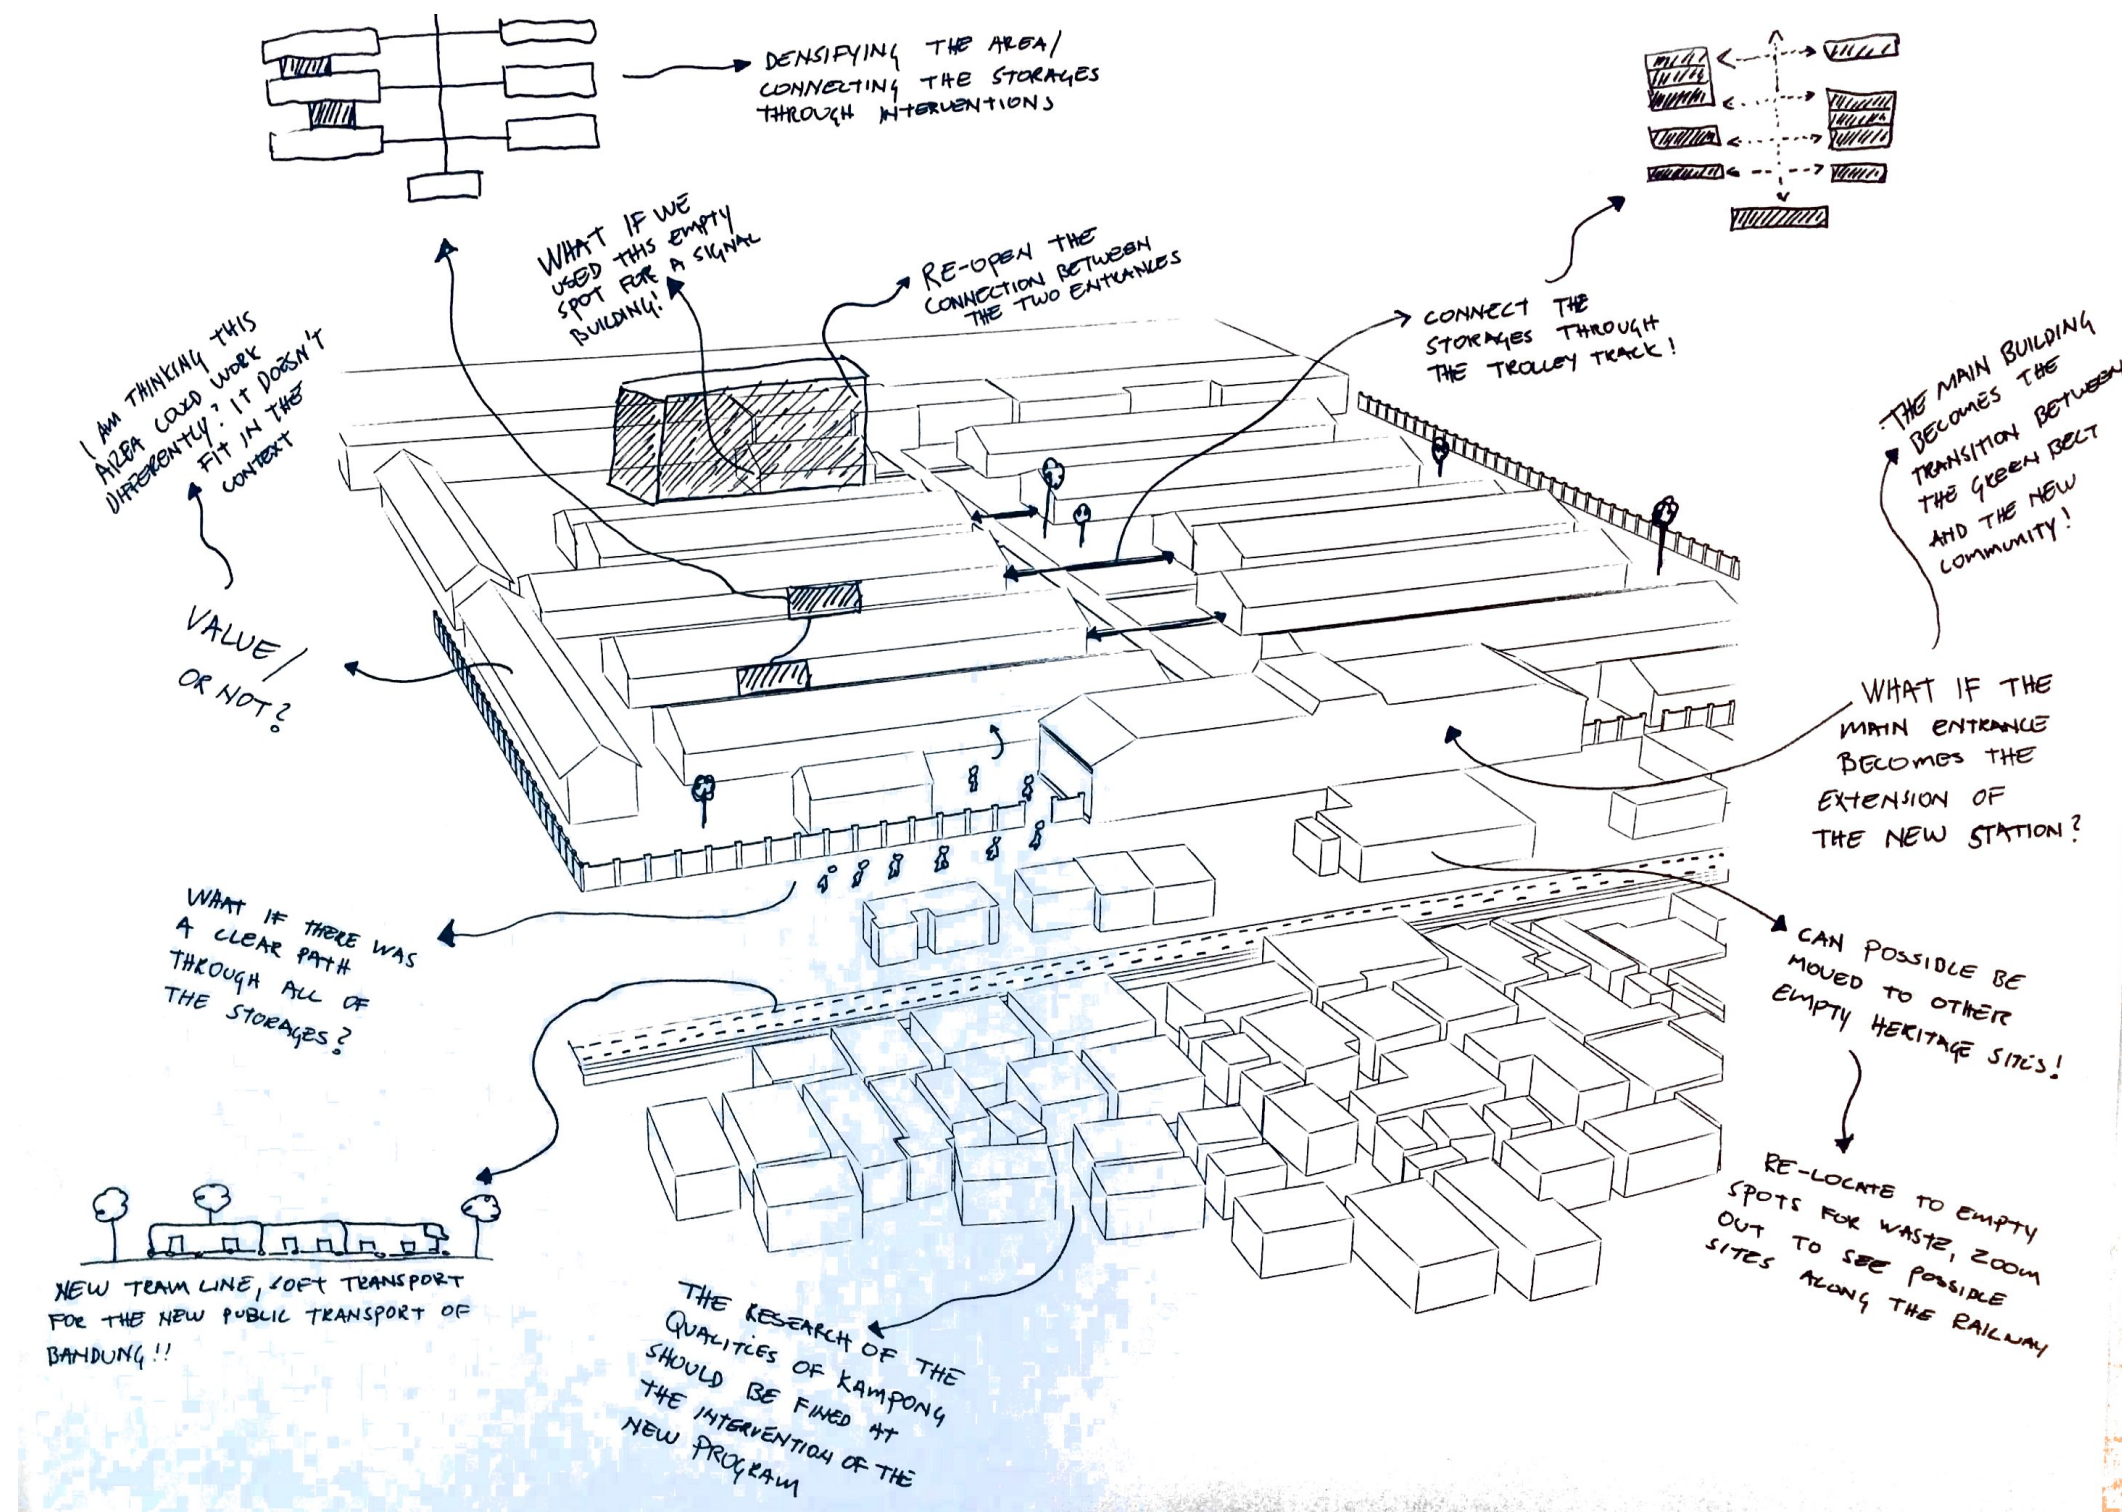 DENSIFYING THE AREA/
CONNECTING THE STORAGES
THROUGH INTERVENTIONS
WHAT IF WE
USED THIS EMPTY
SPOT FOR A SIGNAL
BUILDING!
RE-OPEN THE
CONNECTION BETWEEN
THE TWO ENTRANCES
CONNECT THE
STORAGES THROUGH
THE TROLLEY TRACK!
THE MAIN BUILDING
BECOMES THE
TRANSITION BETWEEN
THE GREEN BELT
AND THE NEW
COMMUNITY!
I AM THINKING THIS
AREA COULD WORK
DIFFERENTLY? IT DOESN'T
FIT IN THE
CONTEXT
VALUE/
OR NOT?
WHAT IF THE
MAIN ENTRANCE
BECOMES THE
EXTENSION OF
THE NEW STATION?
WHAT IF THERE WAS
A CLEAR PATH
THROUGH ALL OF
THE STORAGES?
CAN POSSIBLE BE
MOVED TO OTHER
EMPTY HERITAGE SITES!
RE-LOCATE TO EMPTY
SPOTS FOR WASTE, ZOOM
OUT TO SEE POSSIBLE
SITES ALONG THE RAILWAY
NEW TRAM LINE, SOFT TRANSPORT
FOR THE NEW PUBLIC TRANSPORT OF
BANDUNG!!
THE RESEARCH OF THE
QUALITIES OF KAMPONG
SHOULD BE FINED AT
THE INTERVENTION OF THE
NEW PROGRAM